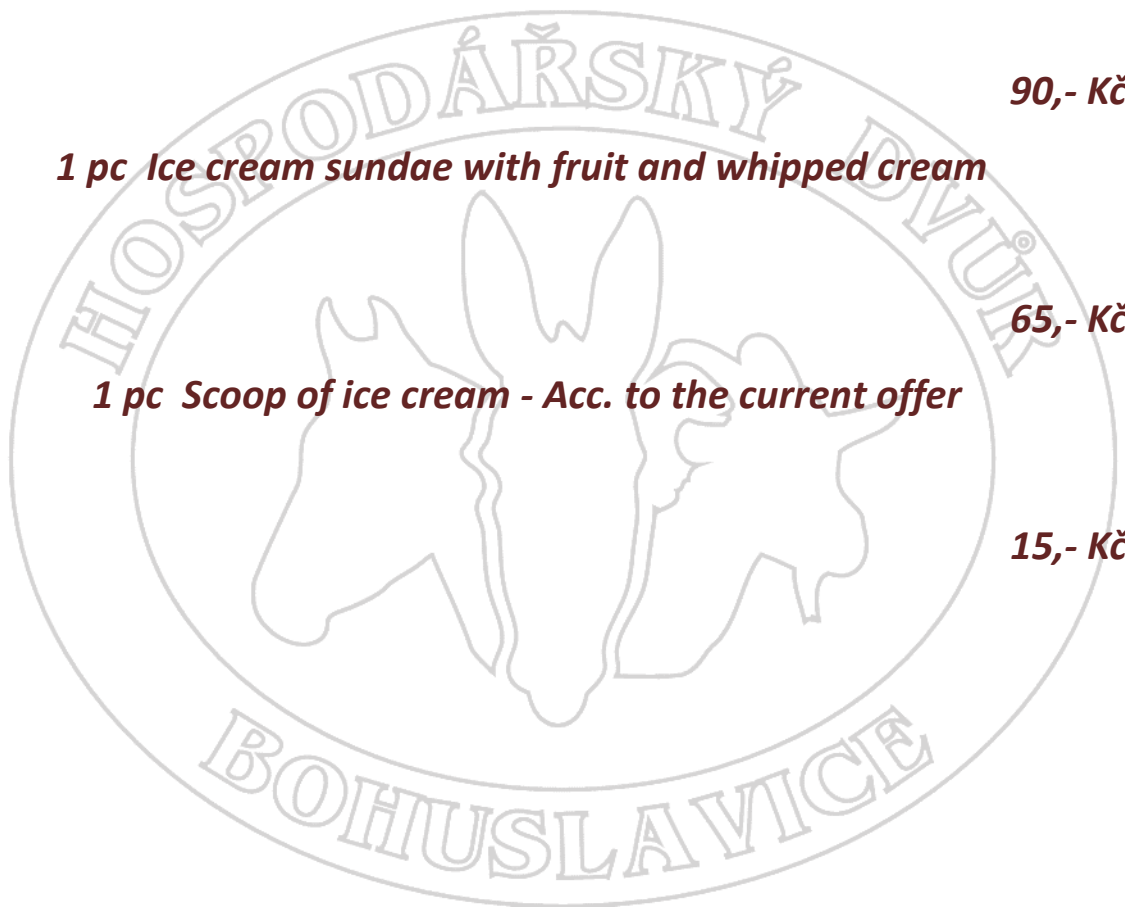 HOSPODÁŘSKÝ DVŮR
90,- Kč
1 pc Ice cream sundae with fruit and whipped cream
65,- Kč
1 pc Scoop of ice cream - Acc. to the current offer
15,- Kč
BOHUSLAVICE